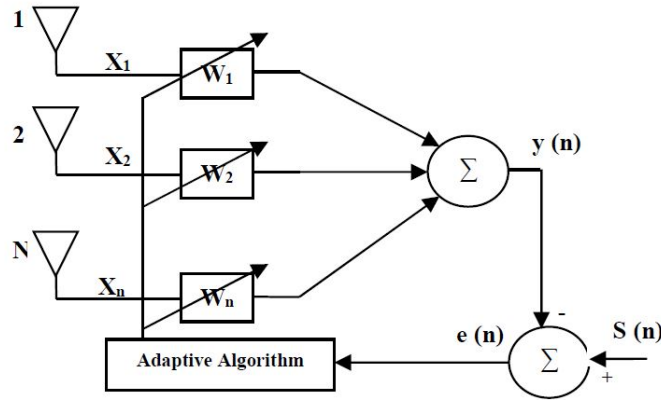 1
X₁
W₁
2
X₂
W₂
Σ
y (n)
N
Xₙ
Wₙ
-
e (n)
S (n)
Adaptive Algorithm
Σ
+